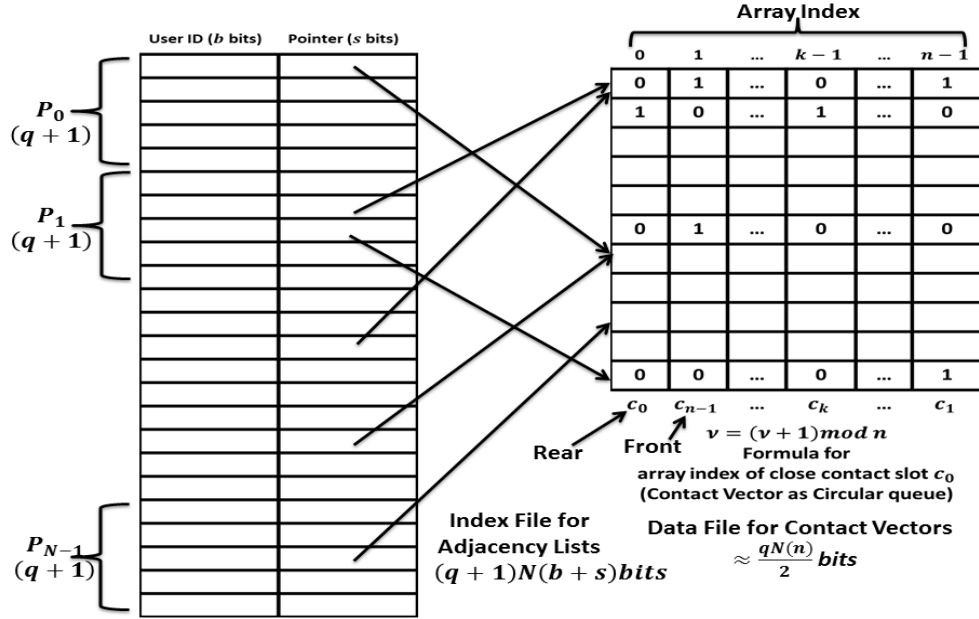 Array Index
User ID (b bits) Pointer (s bits)
0 1 ... k − 1 ... n − 1
0 1 ... 0 ... 1
1 0 ... 1 ... 0
0 1 ... 0 ... 0
0 0 ... 0 ... 1
c₀ cₙ₋₁ ... cₖ ... c₁
P₀
(q + 1)
P₁
(q + 1)
P_{N−1}
(q + 1)
Rear
Front
ν = (ν + 1)mod n
Formula for
array index of close contact slot c₀
(Contact Vector as Circular queue)
Index File for
Adjacency Lists
(q + 1)N(b + s)bits
Data File for Contact Vectors
≈ qN(n)/2 bits